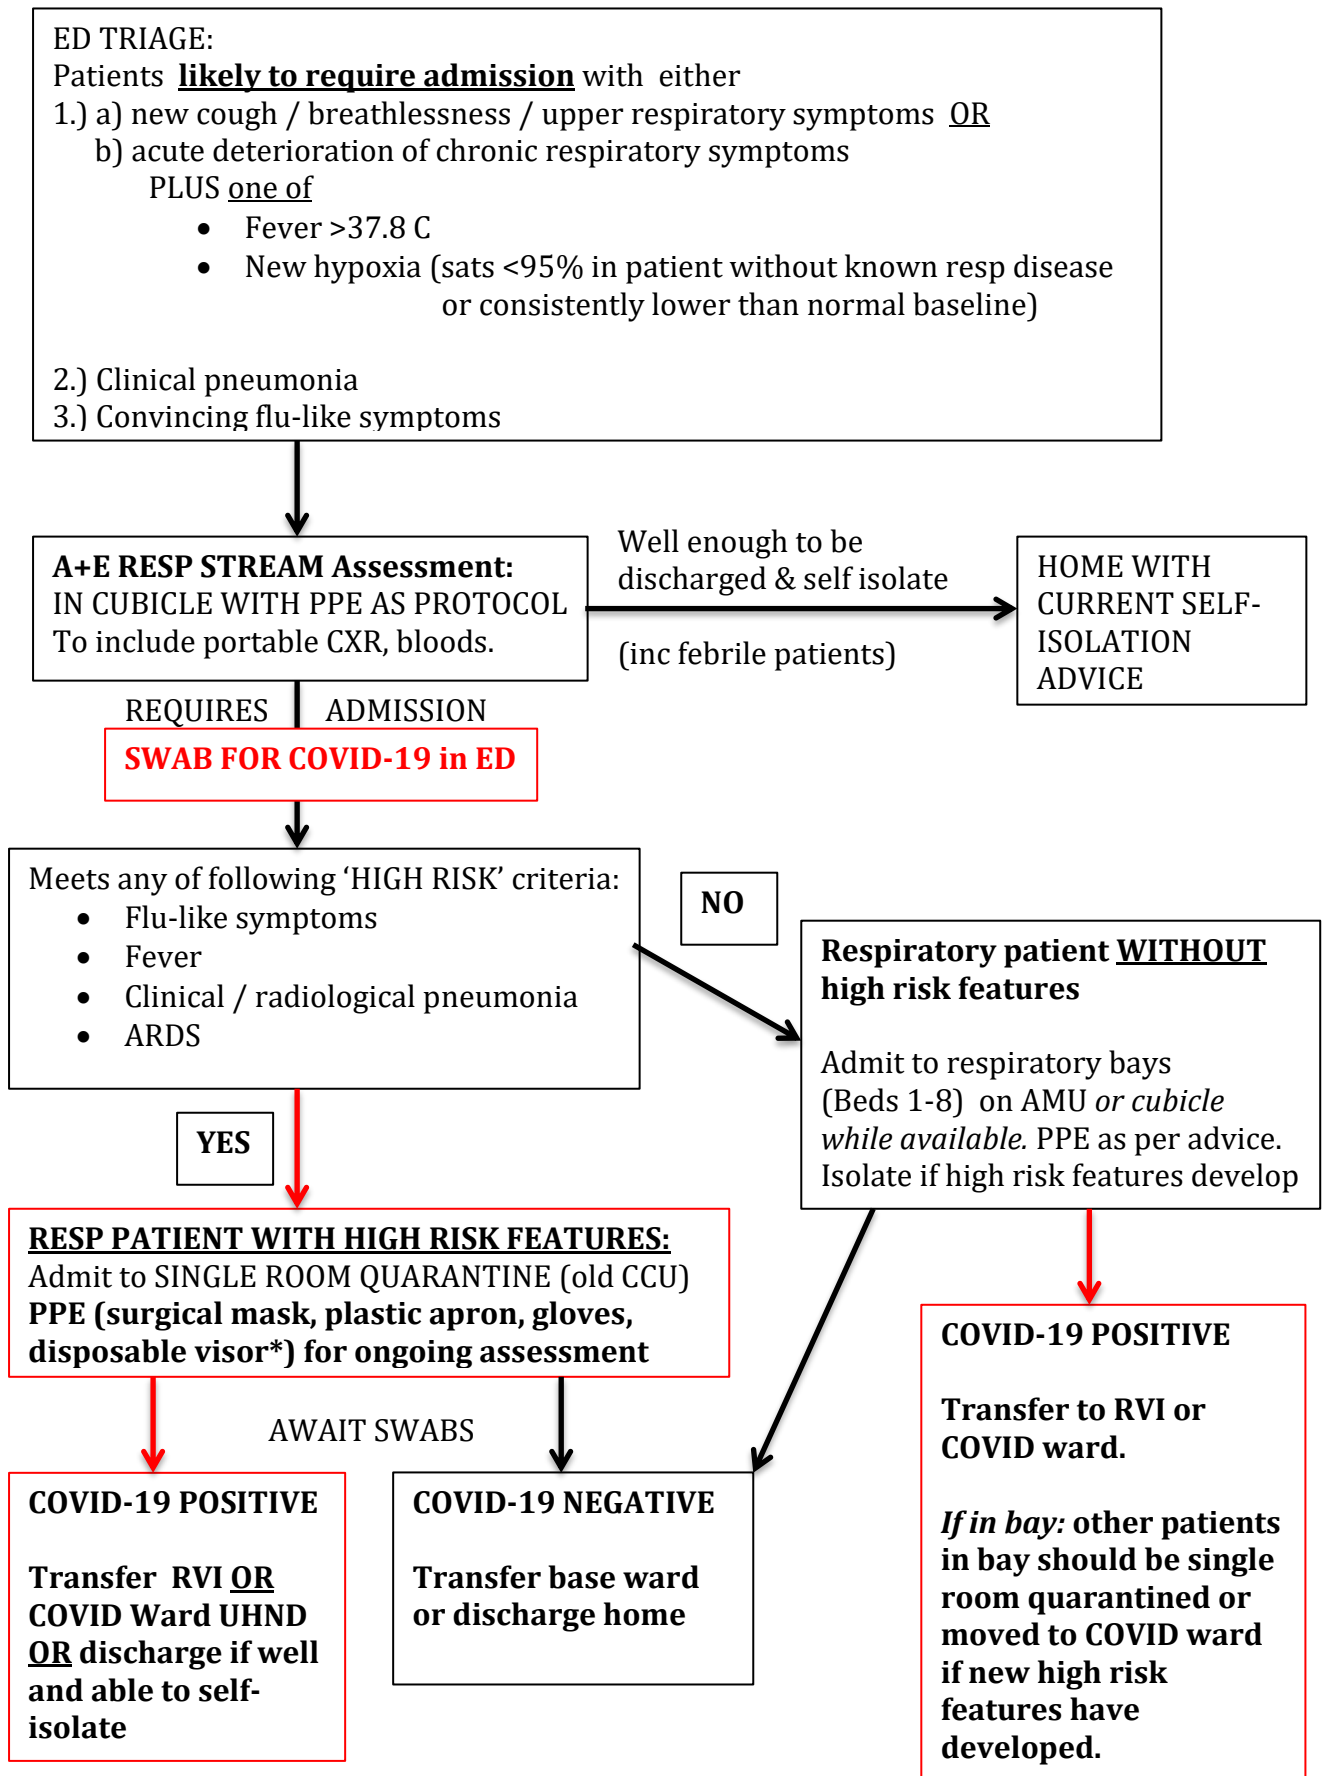 ED TRIAGE:
Patients likely to require admission with either
1.) a) new cough / breathlessness / upper respiratory symptoms OR
b) acute deterioration of chronic respiratory symptoms
PLUS one of
• Fever >37.8 C
• New hypoxia (sats <95% in patient without known resp disease
or consistently lower than normal baseline)
2.) Clinical pneumonia
3.) Convincing flu-like symptoms
A+E RESP STREAM Assessment:
IN CUBICLE WITH PPE AS PROTOCOL
To include portable CXR, bloods.
Well enough to be
discharged & self isolate
(inc febrile patients)
HOME WITH
CURRENT SELF-
ISOLATION
ADVICE
REQUIRES ADMISSION
SWAB FOR COVID-19 in ED
Meets any of following ‘HIGH RISK’ criteria:
• Flu-like symptoms
• Fever
• Clinical / radiological pneumonia
• ARDS
NO
Respiratory patient WITHOUT
high risk features
Admit to respiratory bays
(Beds 1-8) on AMU or cubicle
while available. PPE as per advice.
Isolate if high risk features develop
YES
RESP PATIENT WITH HIGH RISK FEATURES:
Admit to SINGLE ROOM QUARANTINE (old CCU)
PPE (surgical mask, plastic apron, gloves,
disposable visor*) for ongoing assessment
AWAIT SWABS
COVID-19 POSITIVE
Transfer RVI OR
COVID Ward UHND
OR discharge if well
and able to self-
isolate
COVID-19 NEGATIVE
Transfer base ward
or discharge home
COVID-19 POSITIVE
Transfer to RVI or
COVID ward.
If in bay: other patients
in bay should be single
room quarantined or
moved to COVID ward
if new high risk
features have
developed.